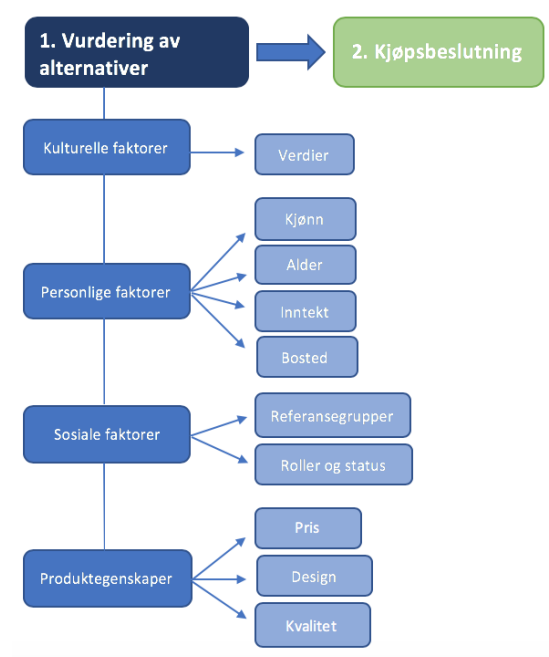 1. Vurdering av
alternativer
2. Kjøpsbeslutning
Kulturelle faktorer
Verdier
Personlige faktorer
Kjønn
Alder
Inntekt
Bosted
Sosiale faktorer
Referansegrupper
Roller og status
Produktegenskaper
Pris
Design
Kvalitet